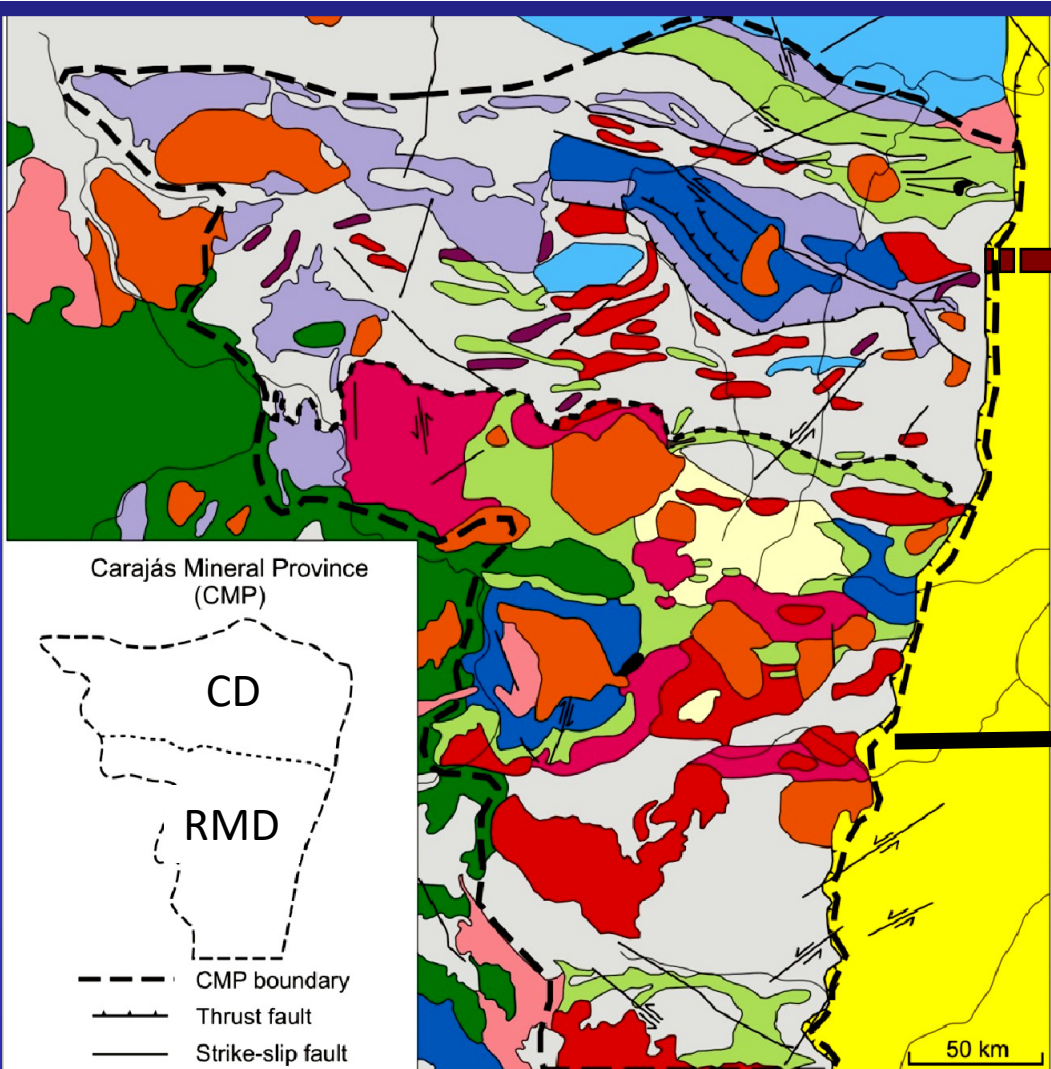 Carajás Mineral Province
(CMP)
CD
RMD
CMP boundary
Thrust fault
Strike-slip fault
50 km